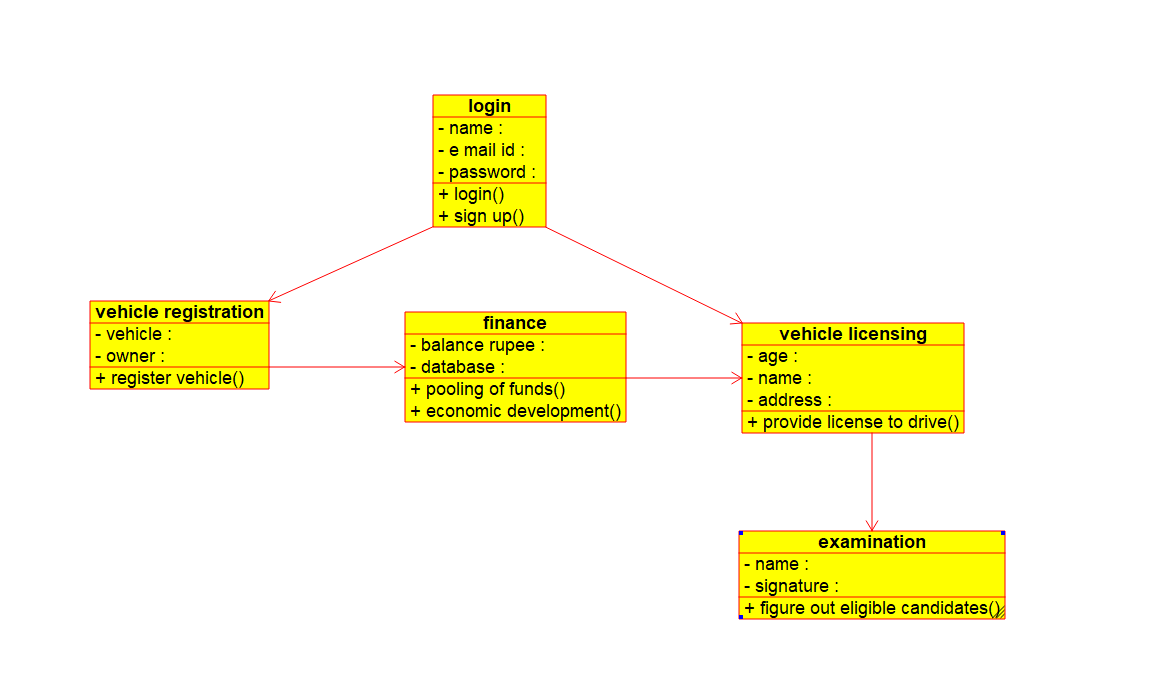 login
- name :
- e mail id :
- password :
+ login()
+ sign up()
vehicle registration
- vehicle :
- owner :
+ register vehicle()
finance
- balance rupee :
- database :
+ pooling of funds()
+ economic development()
vehicle licensing
- age :
- name :
- address :
+ provide license to drive()
examination
- name :
- signature :
+ figure out eligible candidates()